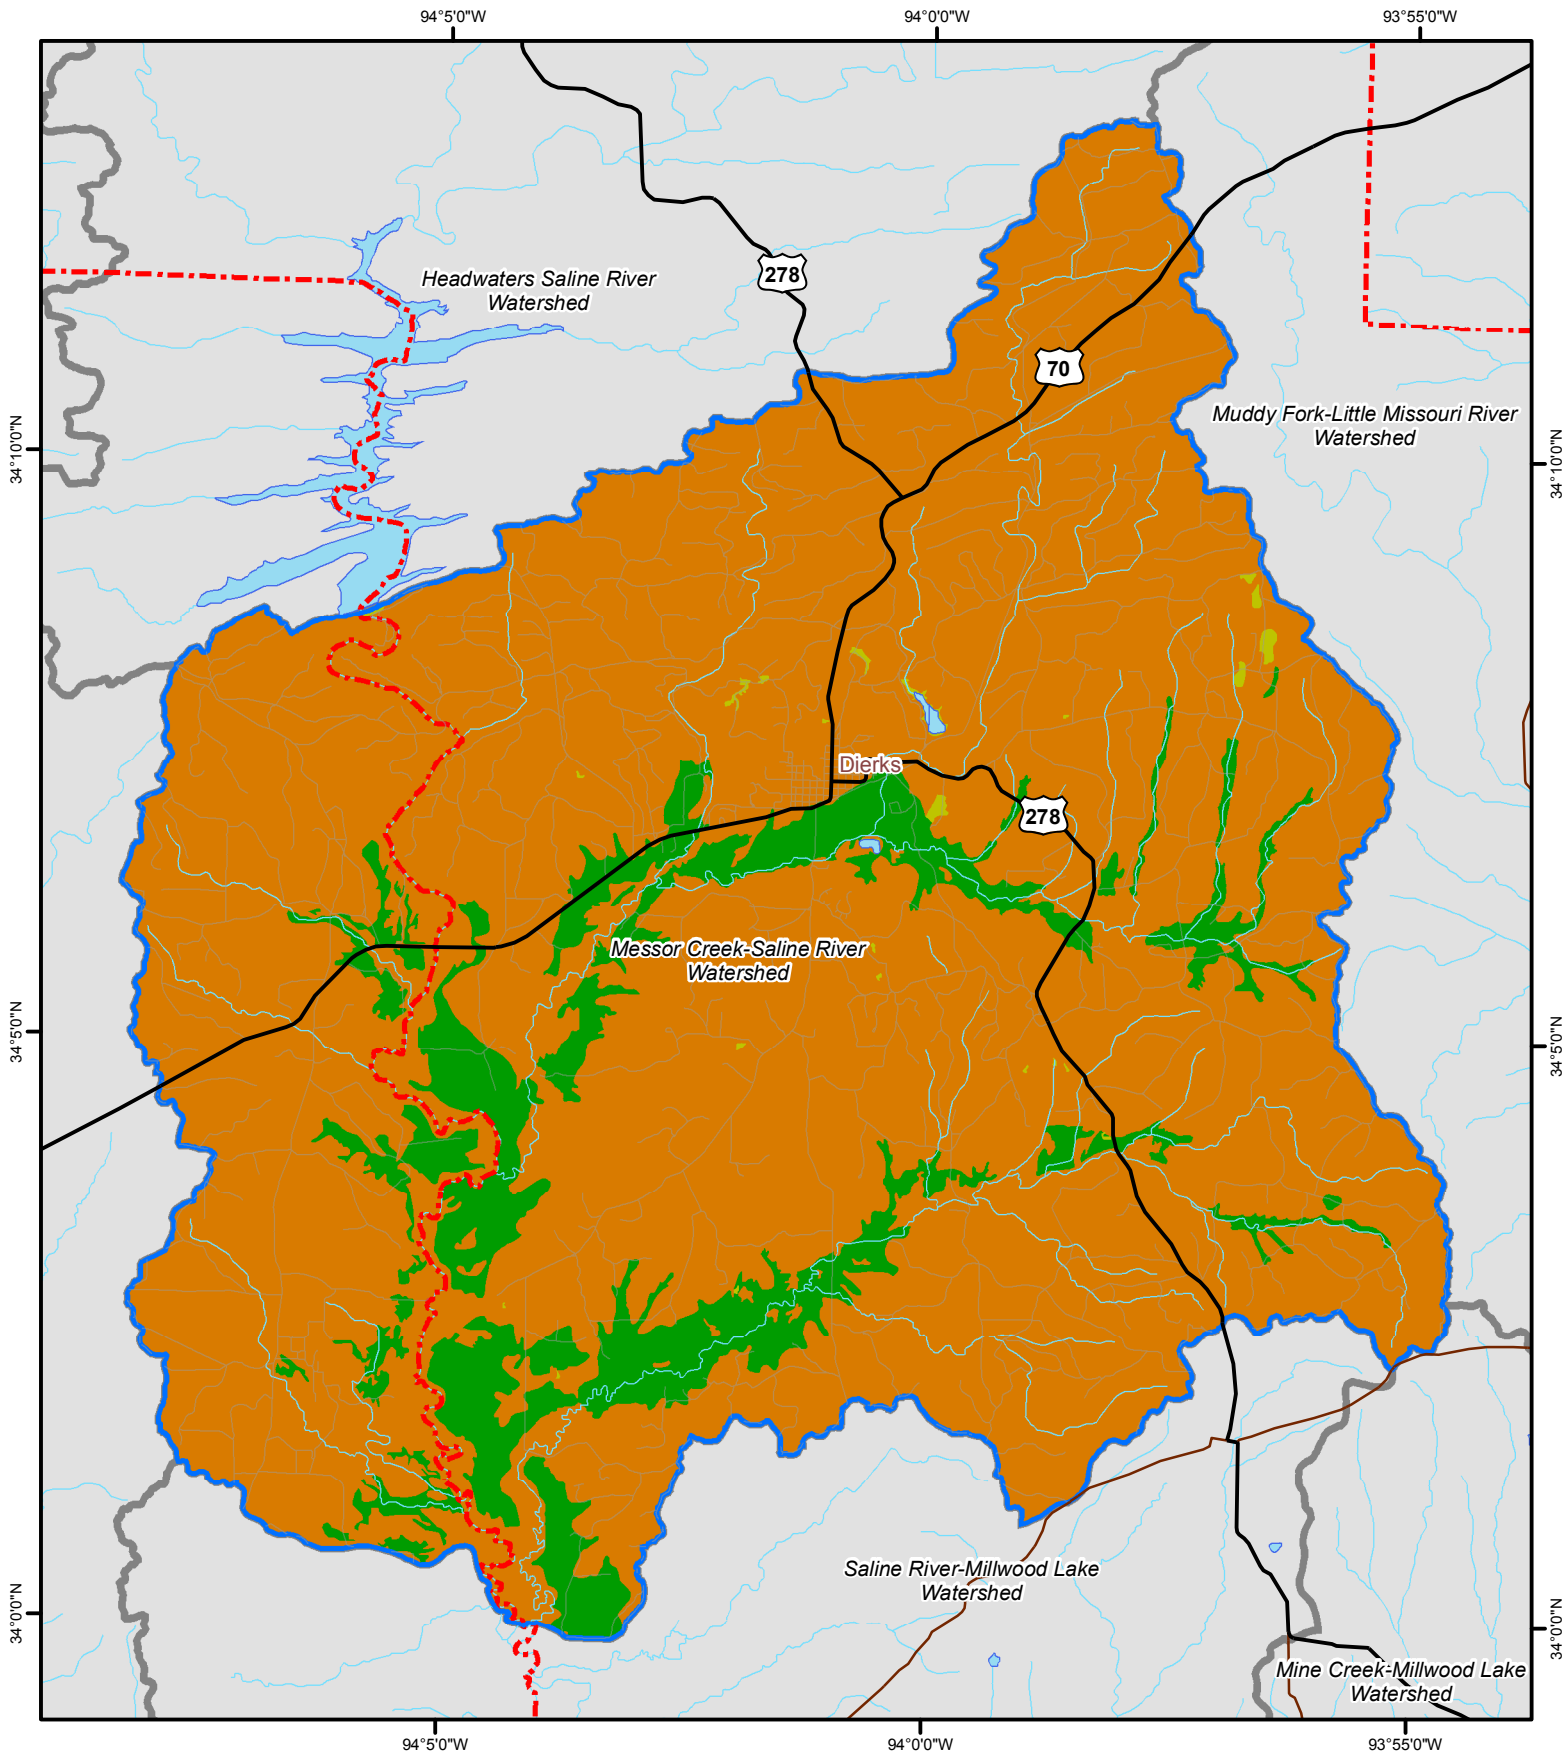 94°5'0"W
94°0'0"W
93°55'0"W
278
Headwaters Saline River
Watershed
70
Muddy Fork-Little Missouri River
Watershed
34°10'0"N
34°10'0"N
Dierks
278
Messor Creek-Saline River
Watershed
34°5'0"N
34°5'0"N
Saline River-Millwood Lake
Watershed
34°0'0"N
34°0'0"N
Mine Creek-Millwood Lake
Watershed
94°5'0"W
94°0'0"W
93°55'0"W